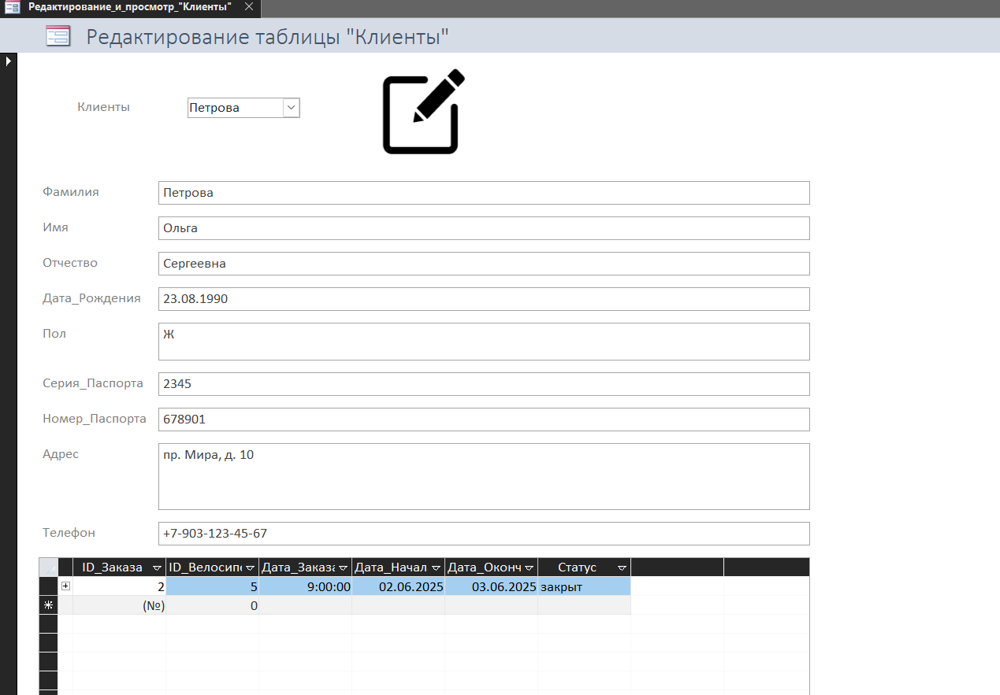 Редактирование_и_просмотр_"Клиенты"
Редактирование таблицы "Клиенты"
Клиенты Петрова
Фамилия Петрова
Имя Ольга
Отчество Сергеевна
Дата_Рождения 23.08.1990
Пол Ж
Серия_Паспорта 2345
Номер_Паспорта 678901
Адрес пр. Мира, д. 10
Телефон +7-903-123-45-67
ID_Заказа ID_Велосипе Дата_Заказа Дата_Начал Дата_Оконч Статус
2 5 9:00:00 02.06.2025 03.06.2025 закрыт
(№) 0